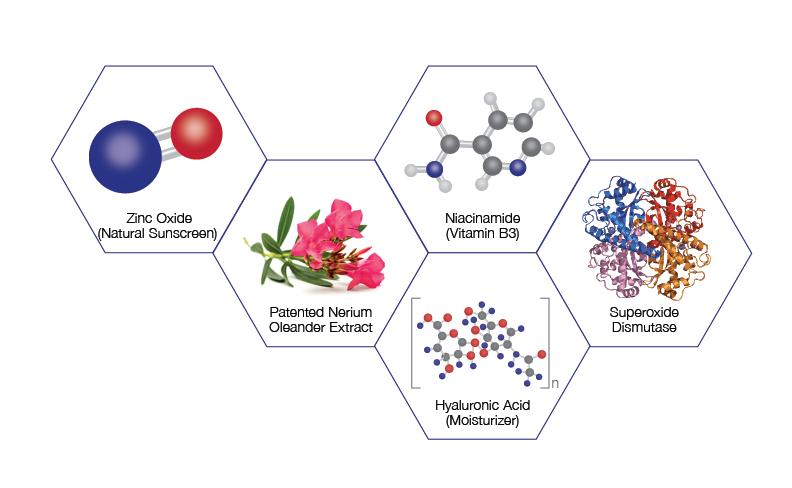 Zinc Oxide
(Natural Sunscreen)
Patented Nerium
Oleander Extract
Niacinamide
(Vitamin B3)
n
Hyaluronic Acid
(Moisturizer)
Superoxide
Dismutase